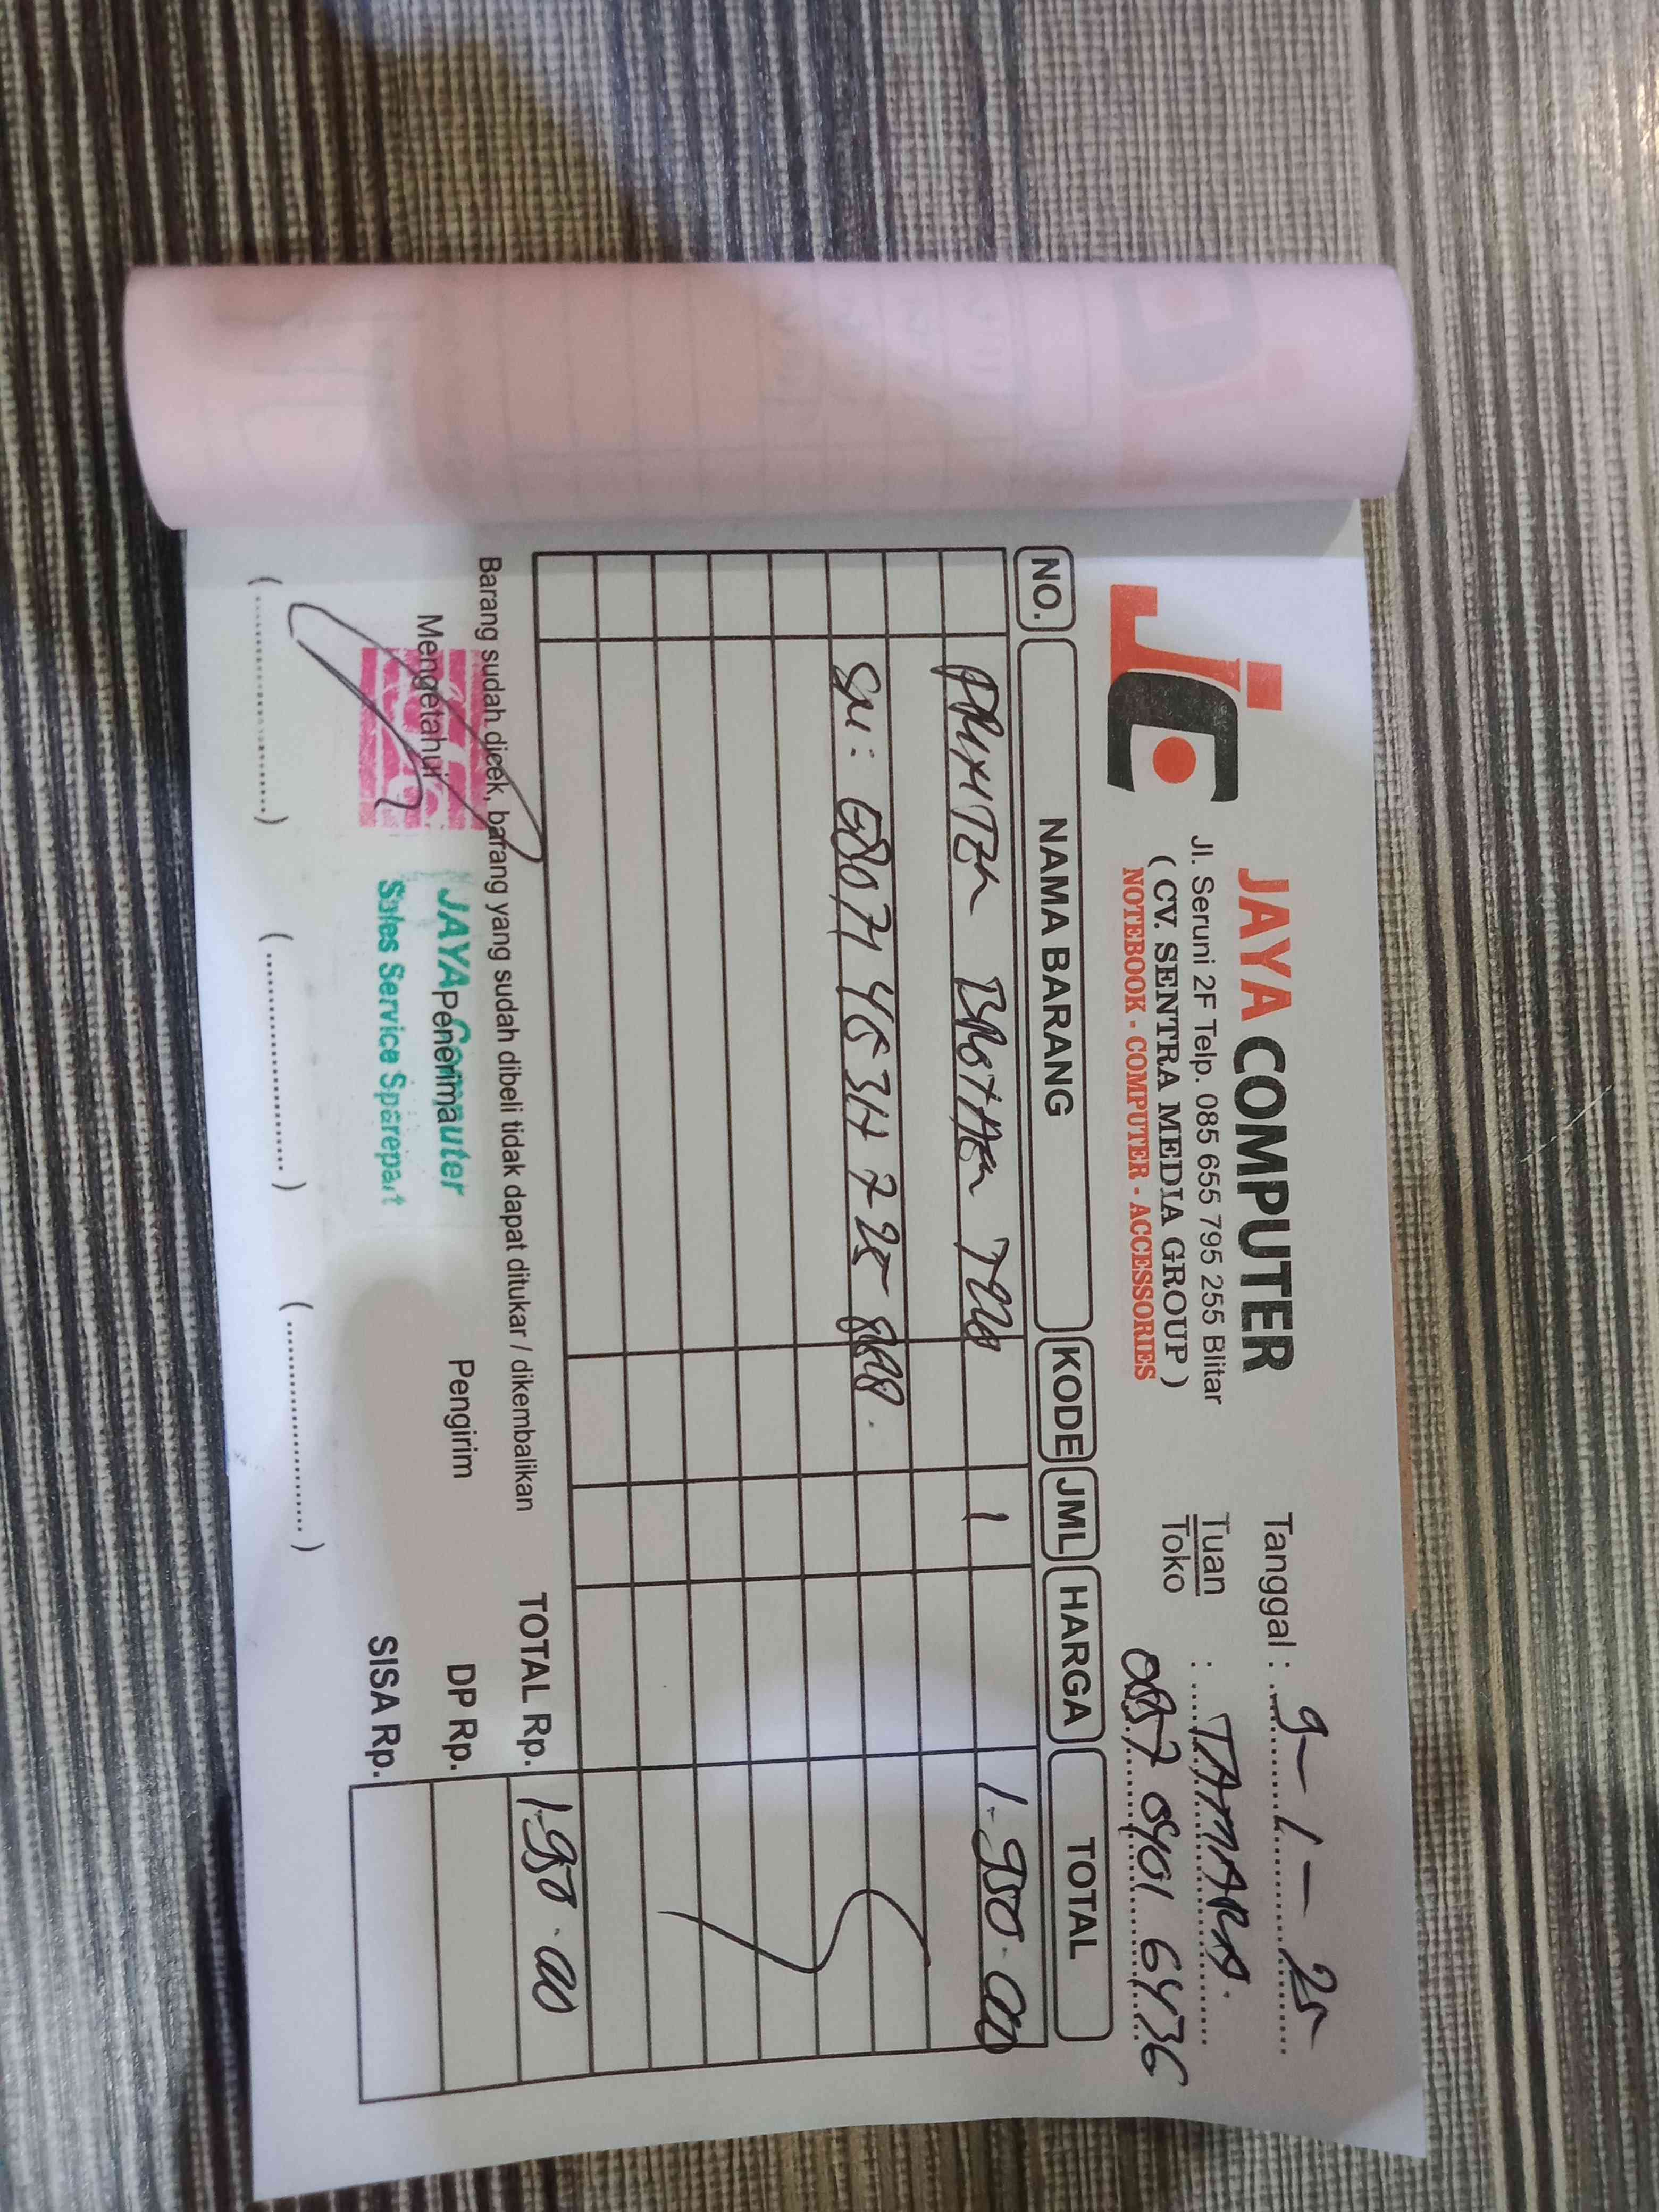 JC
JAYA COMPUTER
Jl. Seruni 2F Telp. 085 655 795 255 Blitar
( CV. SENTRA MEDIA GROUP )
NOTEBOOK - COMPUTER - ACCESSORIES
Tanggal : 9-1-25
Tuan : TAMARA.
Toko 0857 0901 6436
NO. NAMA BARANG KODE JML HARGA TOTAL
PRINTER BROTHER T220 1 1.950.000
SN:
TOTAL Rp. 1.950.000
DP Rp.
SISA Rp.
Barang sudah dicek, barang yang sudah dibeli tidak dapat ditukar / dikembalikan
Mengetahui Penerima Pengirim
JAYA Computer
Sales Service Sparepart
(....................) (....................) (....................)